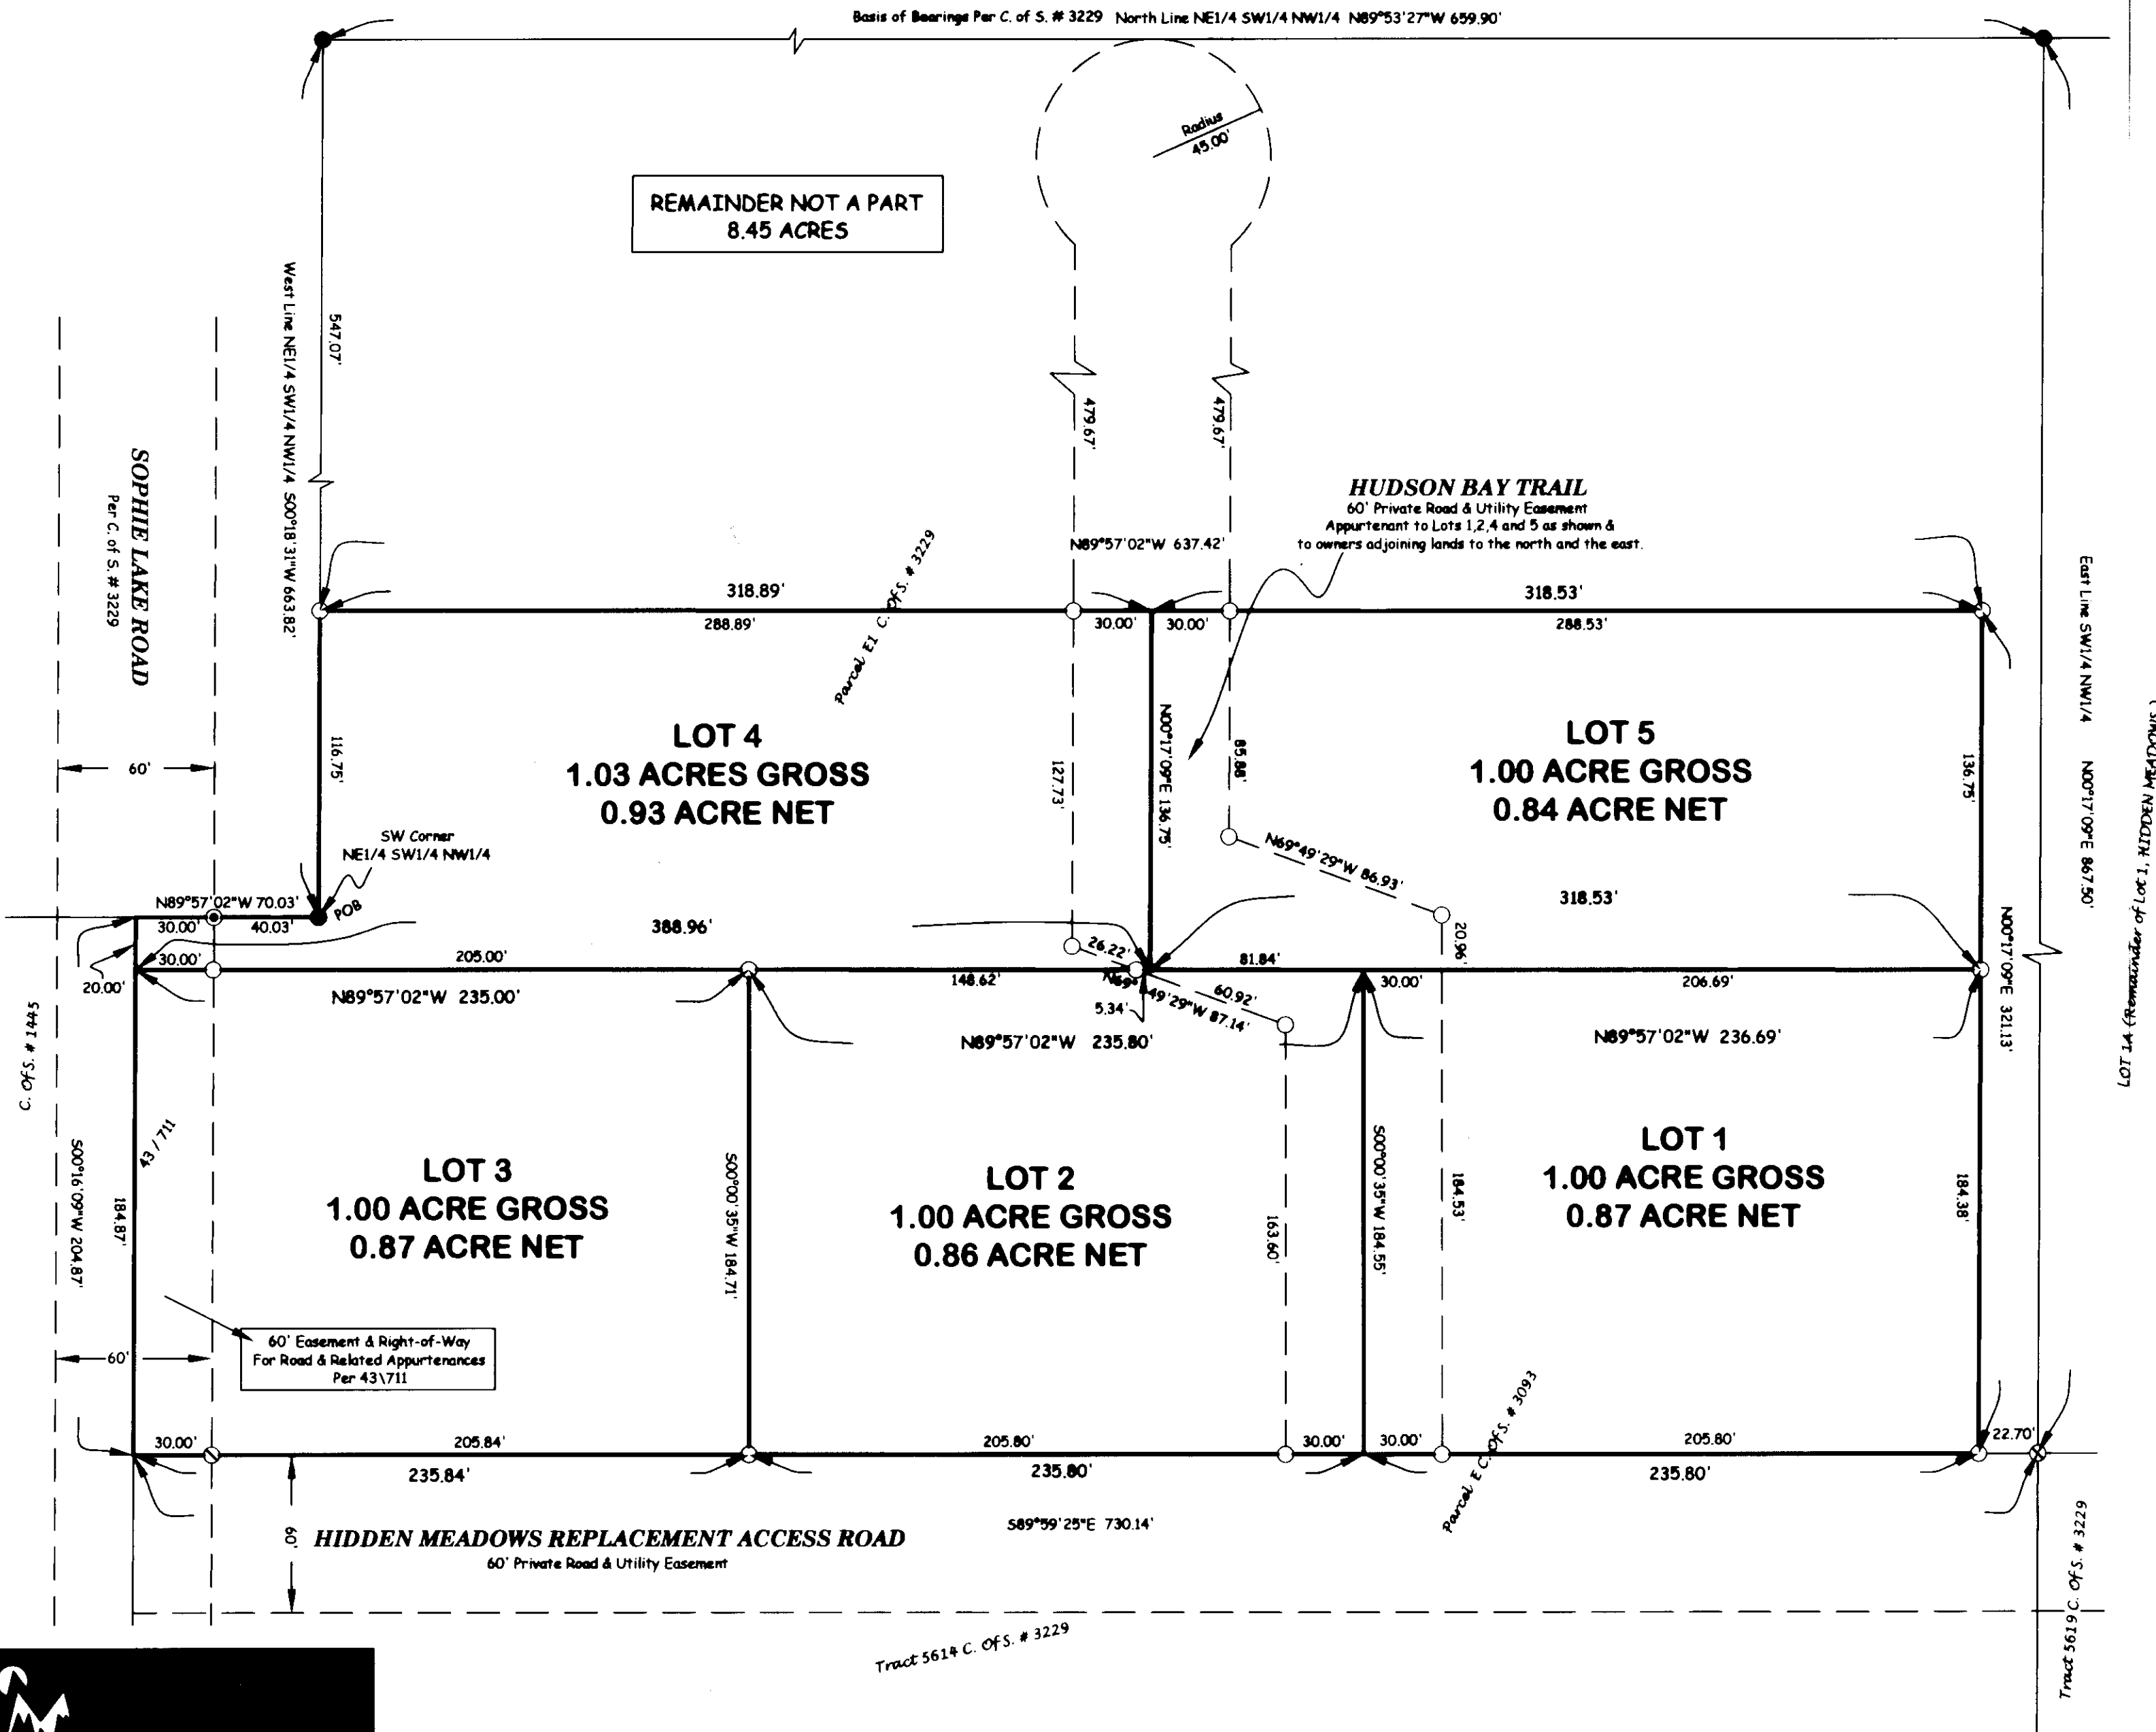 Basis of Bearings Per C. of S. # 3229 North Line NE1/4 SW1/4 NW1/4 N89°53'27"W 659.90'
Radius
45.00'
REMAINDER NOT A PART
8.45 ACRES
West Line NE1/4 SW1/4 NW1/4 S00°18'31"W 663.82'
547.07'
479.67'
479.67'
SOPHIE LAKE ROAD
Per C. of S. # 3229
60'
HUDSON BAY TRAIL
60' Private Road & Utility Easement
Appurtenant to Lots 1,2,4 and 5 as shown &
to owners adjoining lands to the north and the east.
N89°57'02"W 637.42'
Parcel E1 C. Of S. # 3229
318.89'
318.53'
288.89'
30.00'
30.00'
288.53'
East Line SW1/4 NW1/4 N00°17'09"E 867.50'
LOT 1A (Remainder of Lot 1, HIDDEN MEADOWS)
116.75'
LOT 4
1.03 ACRES GROSS
0.93 ACRE NET
127.73'
N00°17'09"E 136.75'
85.88'
LOT 5
1.00 ACRE GROSS
0.84 ACRE NET
136.75'
SW Corner
NE1/4 SW1/4 NW1/4
N69°49'29"W 86.93'
N89°57'02"W 70.03'
POB
30.00'
40.03'
388.96'
318.53'
20.96'
N00°17'09"E 321.13'
26.22'
30.00'
205.00'
148.62'
81.84'
30.00'
206.69'
20.00'
N89°57'02"W 235.00'
5.34'
60.92'
N69°49'29"W 87.14'
N89°57'02"W 235.80'
N89°57'02"W 236.69'
C. Of S. # 1445
43 / 711
S00°16'09"W 204.87'
184.87'
LOT 3
1.00 ACRE GROSS
0.87 ACRE NET
S00°00'35"W 184.71'
LOT 2
1.00 ACRE GROSS
0.86 ACRE NET
163.60'
S00°00'35"W 184.55'
184.53'
LOT 1
1.00 ACRE GROSS
0.87 ACRE NET
184.38'
60' Easement & Right-of-Way
For Road & Related Appurtenances
Per 43\711
60'
30.00'
205.84'
205.80'
30.00'
30.00'
205.80'
22.70'
235.84'
235.80'
235.80'
Parcel E C. Of S. # 3093
60'
HIDDEN MEADOWS REPLACEMENT ACCESS ROAD
60' Private Road & Utility Easement
S89°59'25"E 730.14'
Tract 5614 C. Of S. # 3229
Tract 5619 C. Of S. # 3229